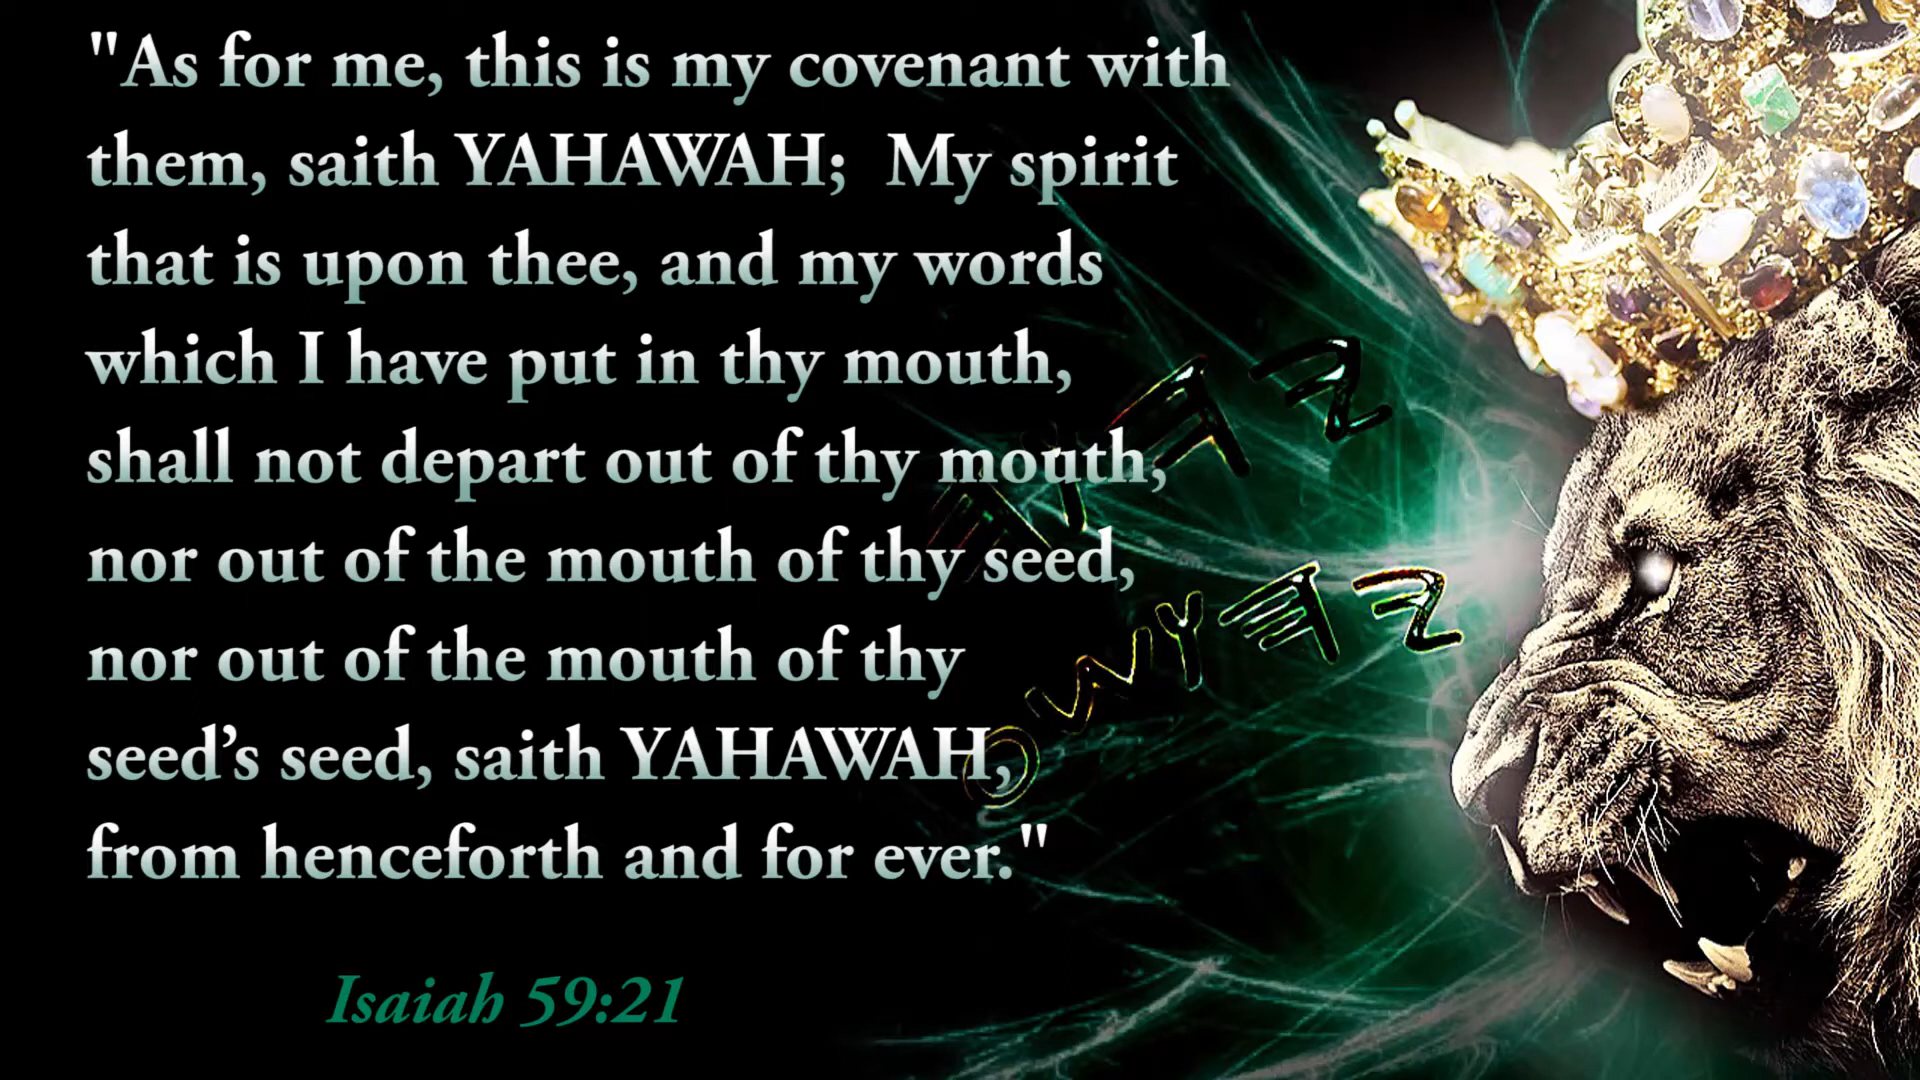 "As for me, this is my covenant with
them, saith YAHAWAH;  My spirit
that is upon thee, and my words
which I have put in thy mouth,
shall not depart out of thy mouth,
nor out of the mouth of thy seed,
nor out of the mouth of thy
seed’s seed, saith YAHAWAH,
from henceforth and for ever."
𐤉𐤄𐤅𐤄
𐤉𐤄𐤅𐤔𐤏
Isaiah 59:21